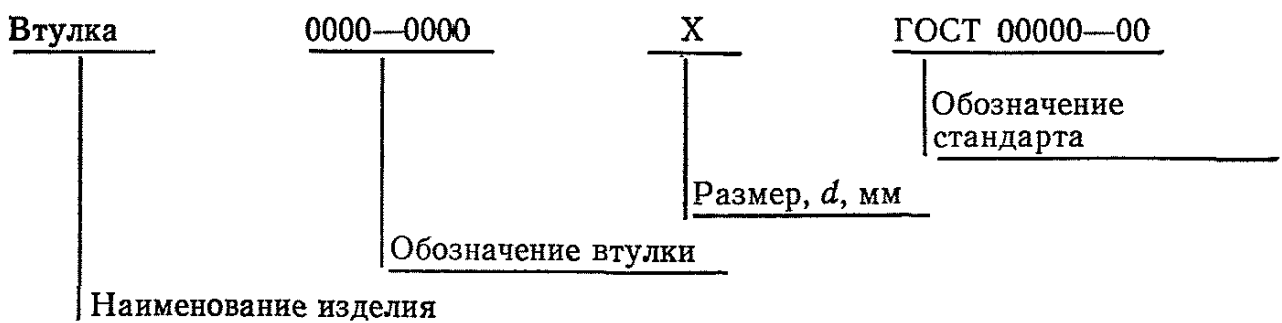 Втулка 0000—0000 X ГОСТ 00000—00
Обозначение
стандарта
Размер, d, мм
Обозначение втулки
Наименование изделия